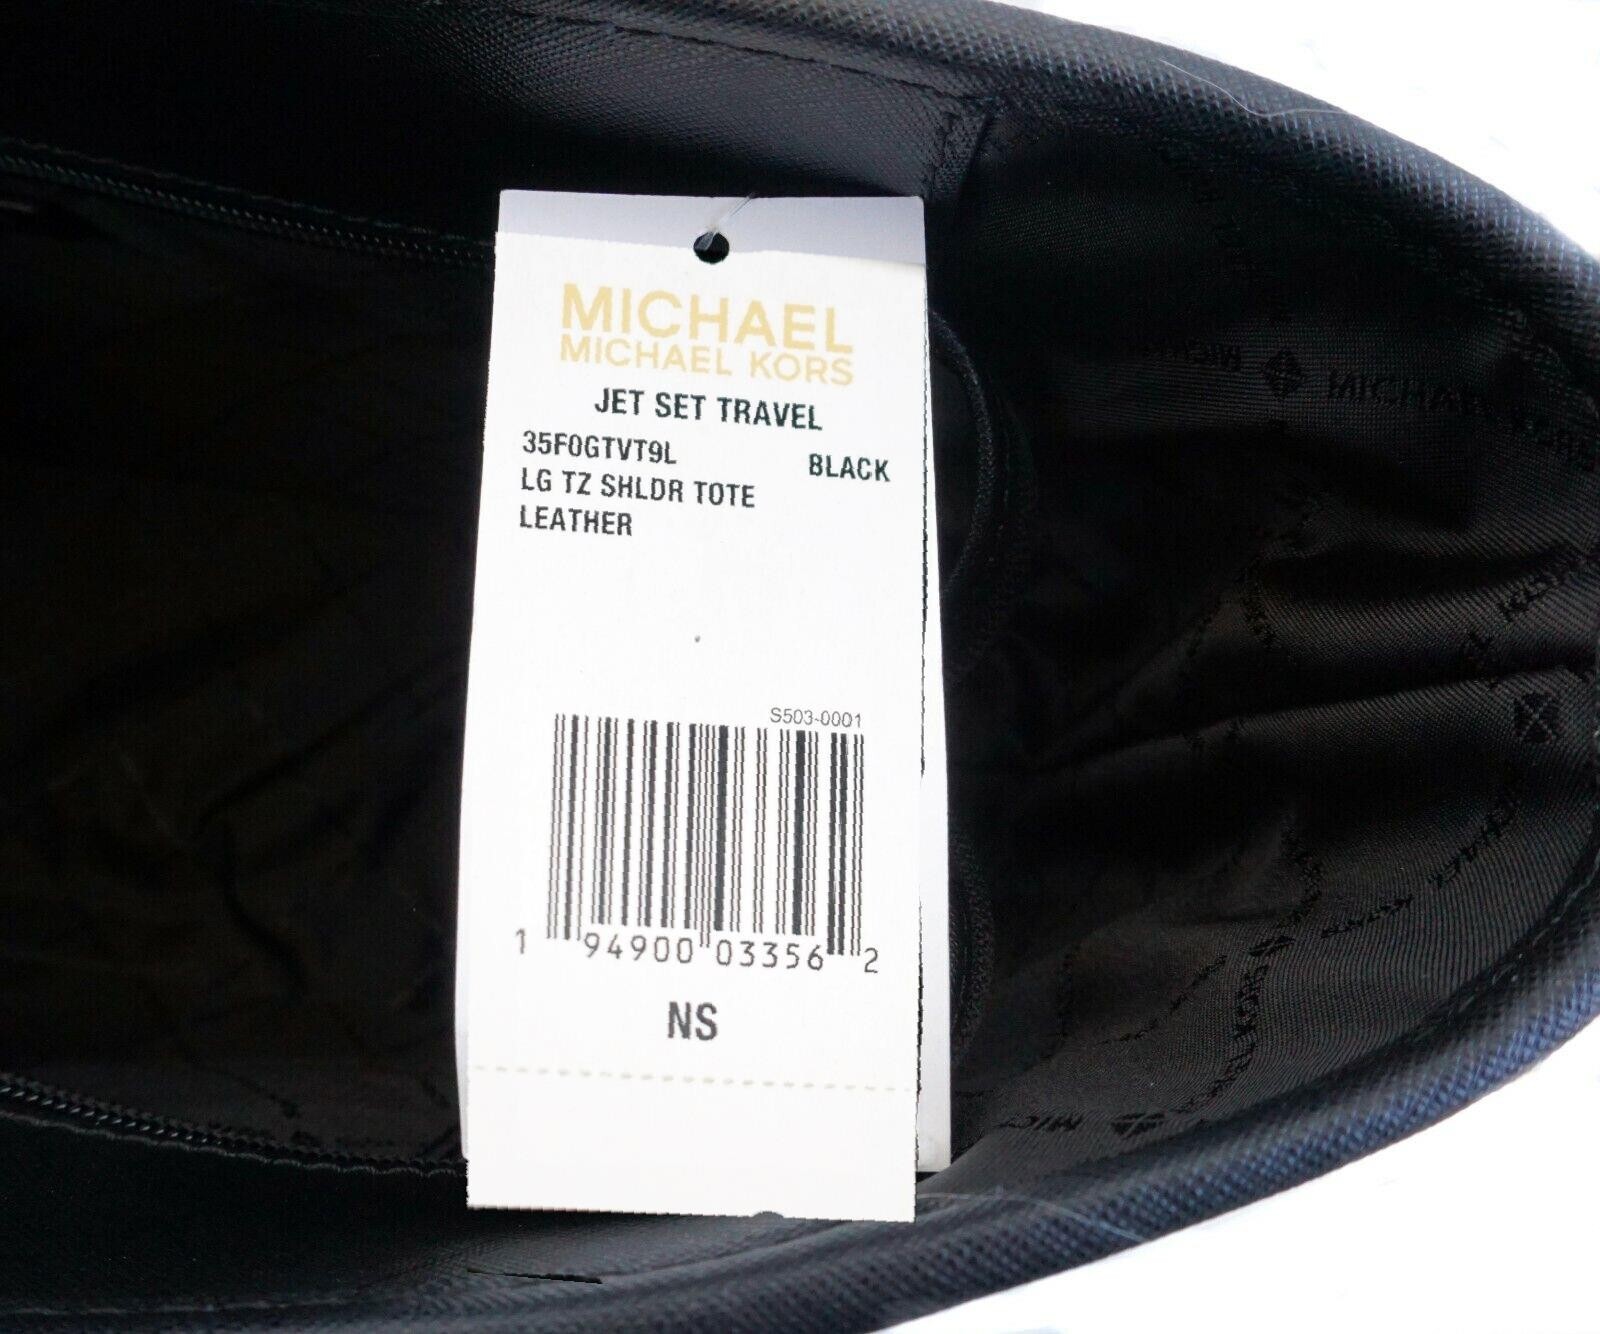 MICHAEL
MICHAEL KORS
JET SET TRAVEL
35F0GTVT9L BLACK
LG TZ SHLDR TOTE
LEATHER
S503-0001
1 94900 03356 2
NS
MICHAEL